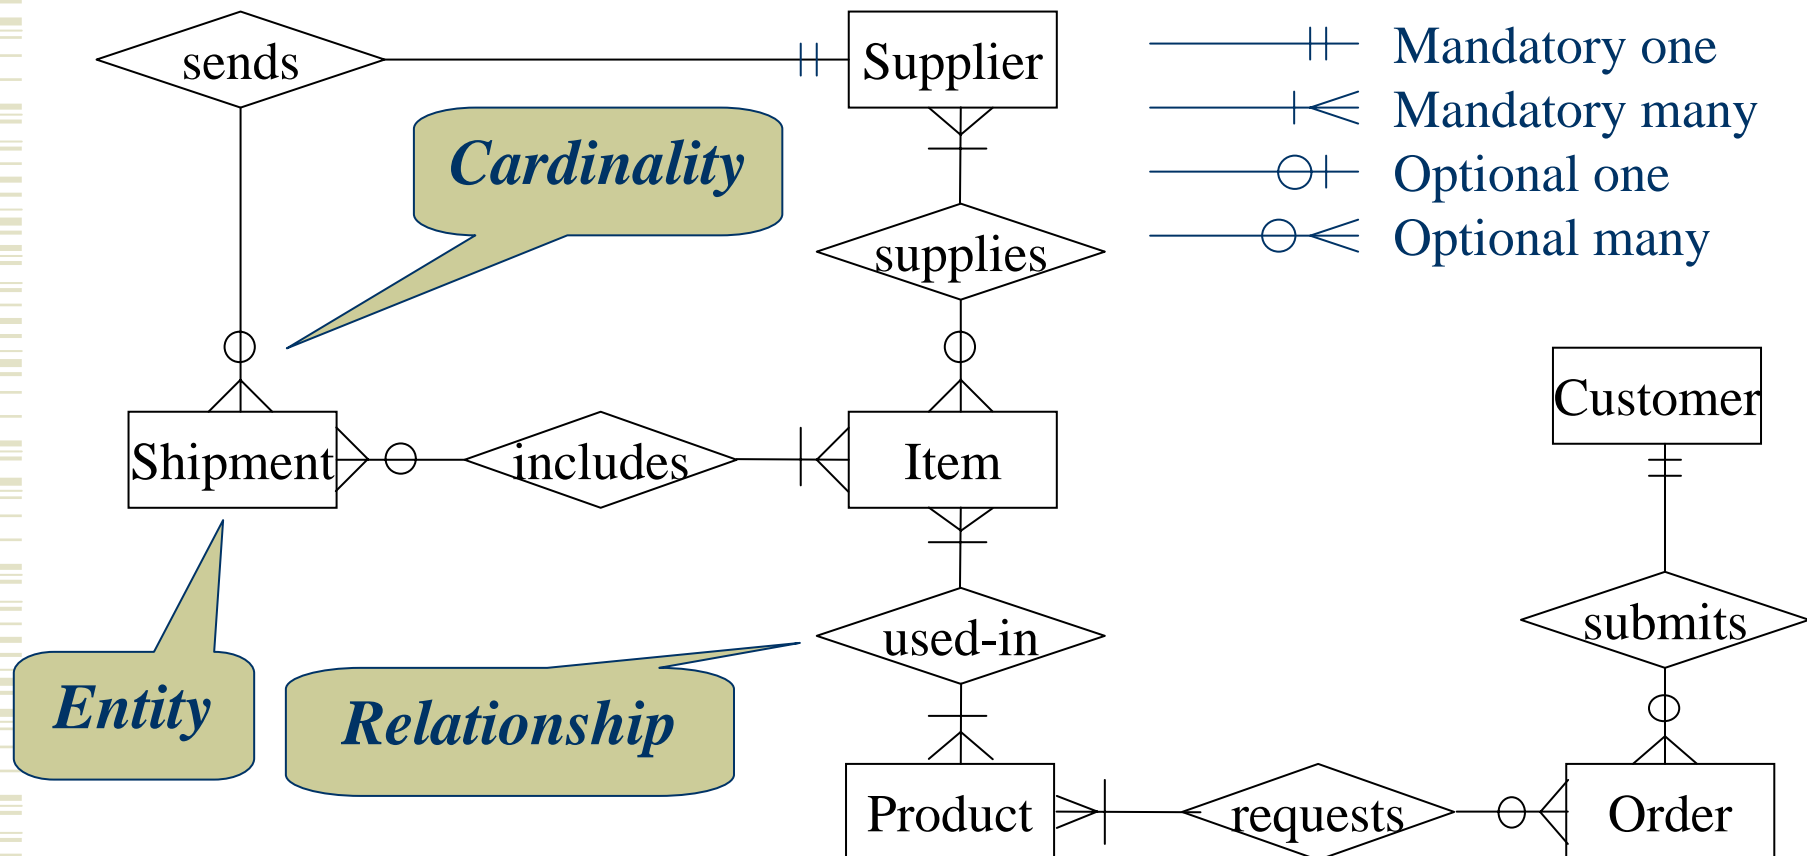 sends
Supplier
Mandatory one
Mandatory many
Optional one
Optional many
Cardinality
supplies
Customer
Shipment
includes
Item
used-in
submits
Entity
Relationship
Product
requests
Order